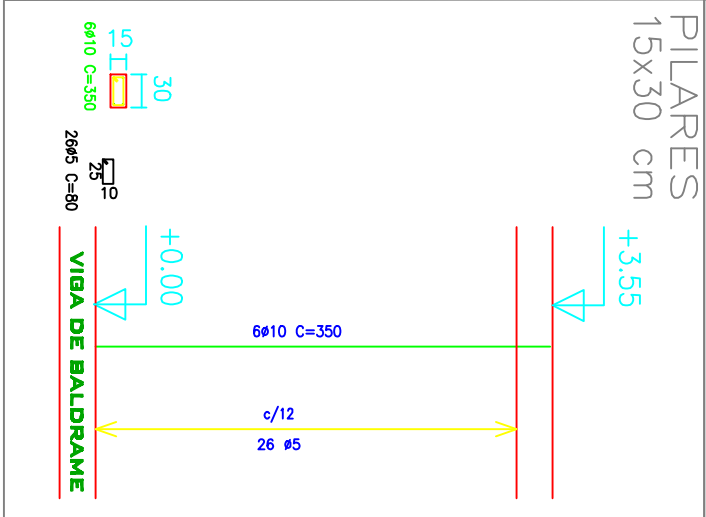 PILARES
15x30 cm
+3.55
6ø10 C=350
c/12
26 ø5
+0.00
VIGA DE BALDRAME
15
30
6ø10 C=350
10
25
26ø5 C=80